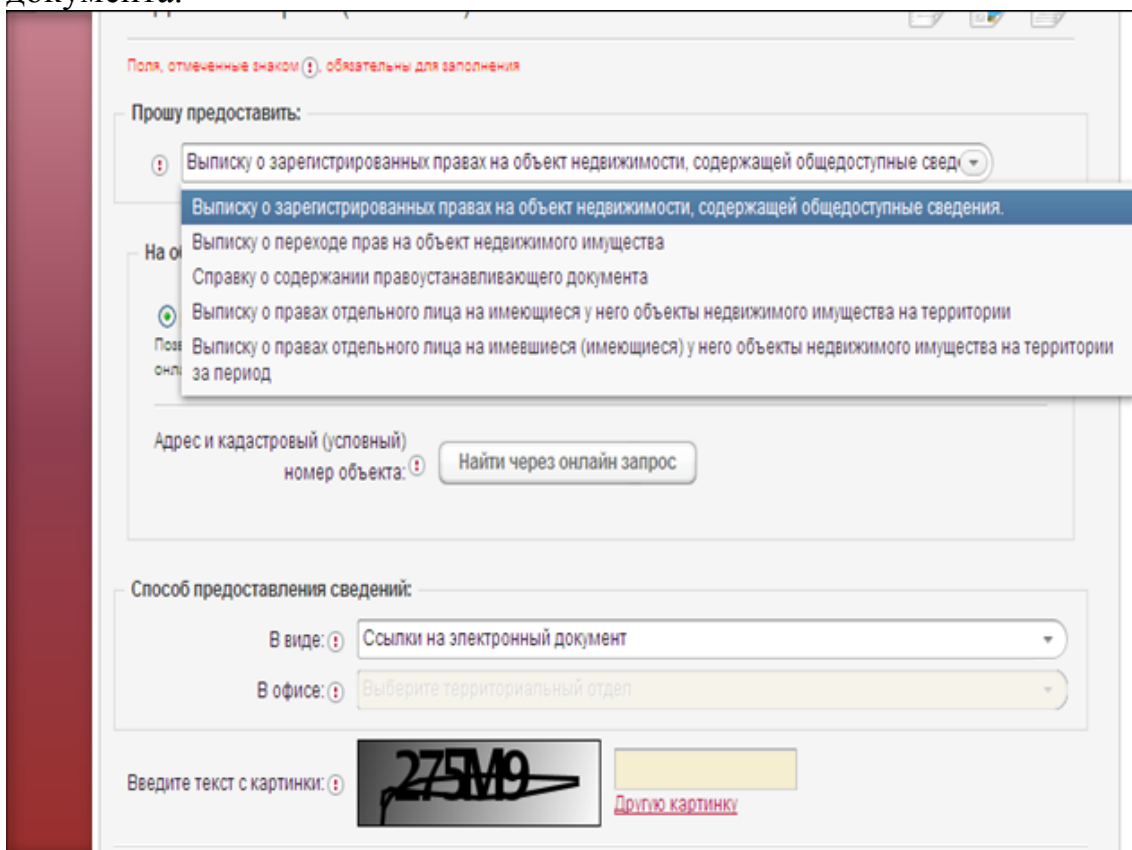 документа.
Поля, отмеченные знаком (!), обязательны для заполнения
Прошу предоставить:
Выписку о зарегистрированных правах на объект недвижимости, содержащей общедоступные свед
Выписку о зарегистрированных правах на объект недвижимости, содержащей общедоступные сведения.
Выписку о переходе прав на объект недвижимого имущества
На об
Справку о содержании правоустанавливающего документа
Выписку о правах отдельного лица на имеющиеся у него объекты недвижимого имущества на территории
Выписку о правах отдельного лица на имевшиеся (имеющиеся) у него объекты недвижимого имущества на территории
за период
Адрес и кадастровый (условный)
номер объекта: Найти через онлайн запрос
Способ предоставления сведений:
В виде: Ссылки на электронный документ
В офисе: Выберите территориальный отдел
Введите текст с картинки: 275M9
Другую картинку